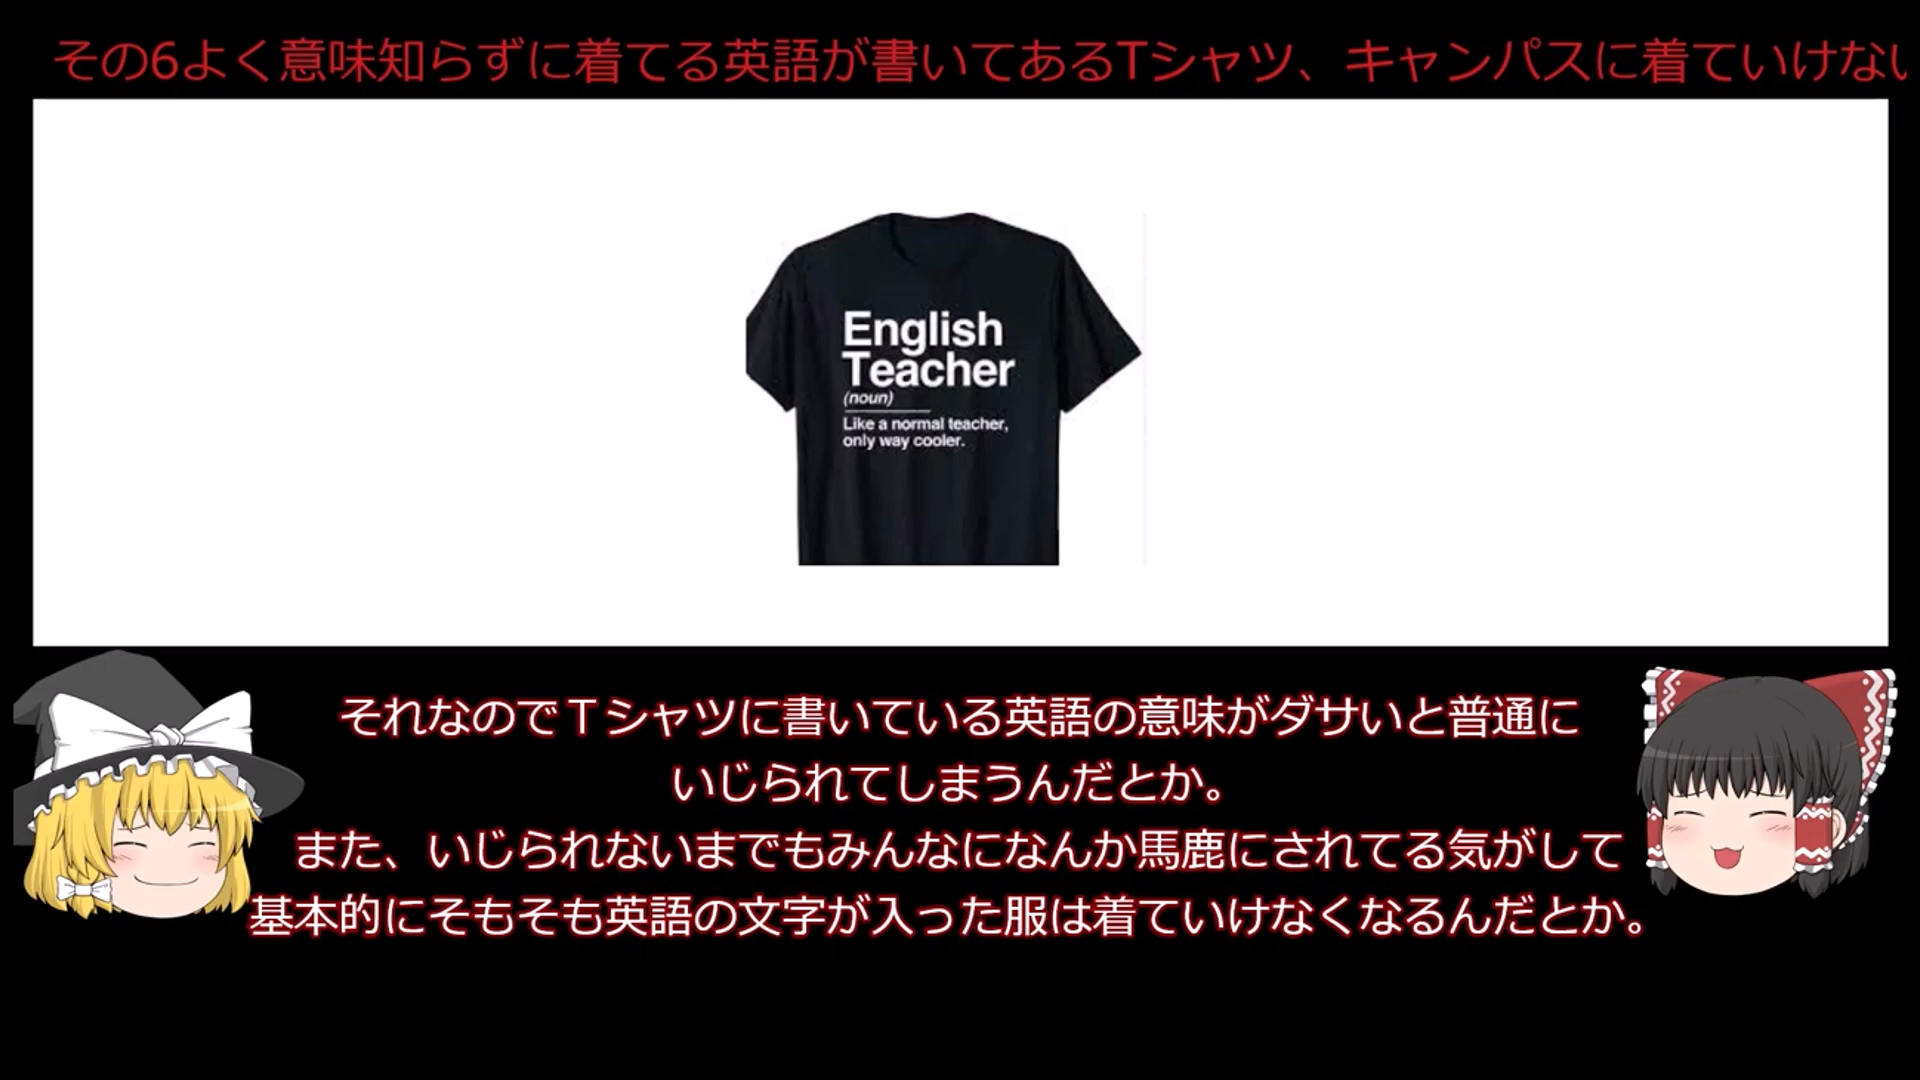 その6よく意味知らずに着てる英語が書いてあるTシャツ、キャンパスに着ていけない
English
Teacher
(noun)
Like a normal teacher,
only way cooler.
それなのでＴシャツに書いている英語の意味がダサいと普通に
いじられてしまうんだとか。
また、いじられないまでもみんなになんか馬鹿にされてる気がして
基本的にそもそも英語の文字が入った服は着ていけなくなるんだとか。